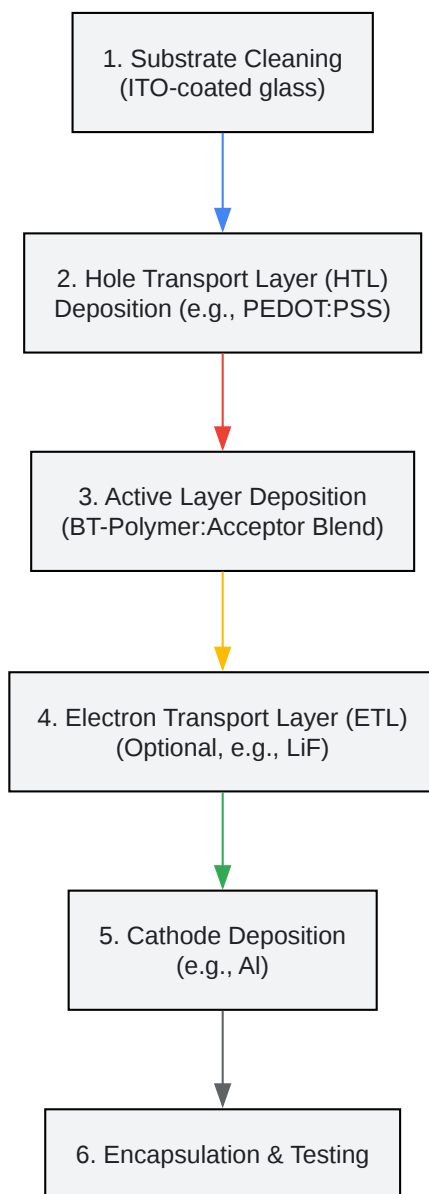 1. Substrate Cleaning
(ITO-coated glass)
2. Hole Transport Layer (HTL)
Deposition (e.g., PEDOT:PSS)
3. Active Layer Deposition
(BT-Polymer:Acceptor Blend)
4. Electron Transport Layer (ETL)
(Optional, e.g., LiF)
5. Cathode Deposition
(e.g., Al)
6. Encapsulation & Testing